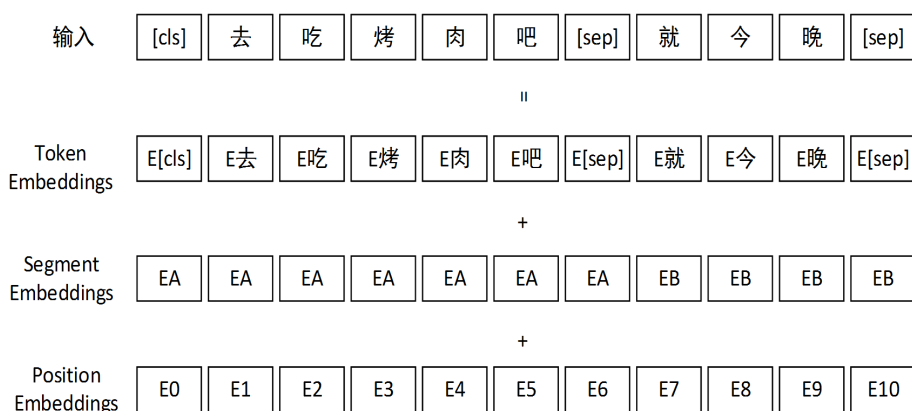 输入 [cls] 去 吃 烤 肉 吧 [sep] 就 今 晚 [sep]
=
Token Embeddings E[cls] E去 E吃 E烤 E肉 E吧 E[sep] E就 E今 E晚 E[sep]
+
Segment Embeddings EA EA EA EA EA EA EA EB EB EB EB
+
Position Embeddings E0 E1 E2 E3 E4 E5 E6 E7 E8 E9 E10